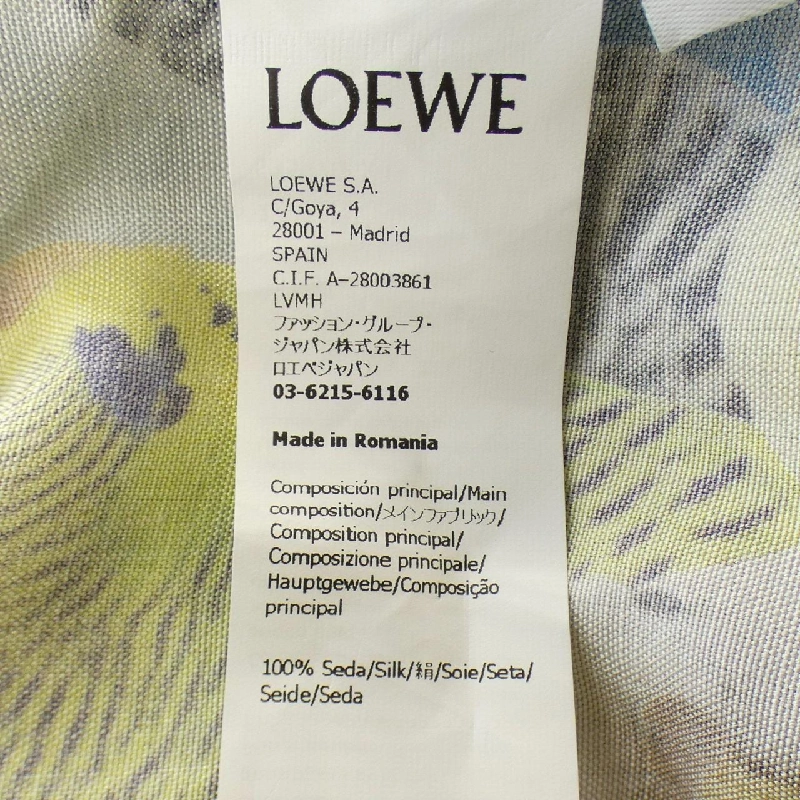 LOEWE
LOEWE S.A.
C/Goya, 4
28001 – Madrid
SPAIN
C.I.F. A–28003861
LVMH
ファッション・グループ・
ジャパン株式会社
ロエベジャパン
03-6215-6116
Made in Romania
Composición principal/Main
composition/メインファブリック/
Composition principal/
Composizione principale/
Hauptgewebe/Composição
principal
100% Seda/Silk/絹/Soie/Seta/
Seide/Seda